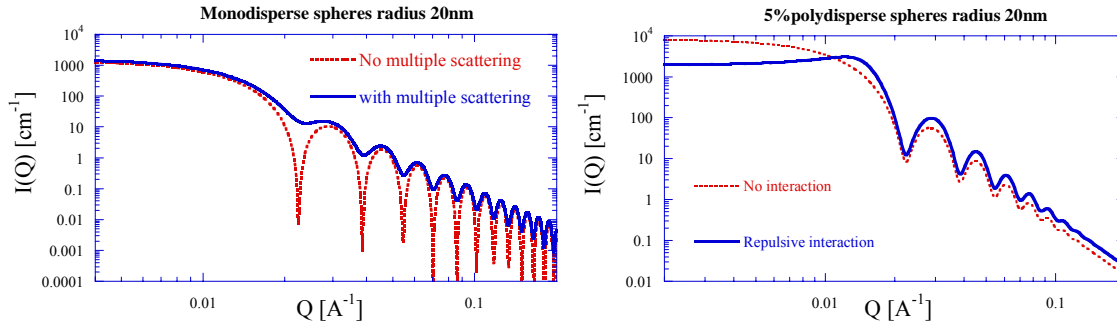 Monodisperse spheres radius 20nm
10^4
1000
100
10
1
0.1
0.01
0.001
0.0001
I(Q) [cm^-1]
No multiple scattering
with multiple scattering
0.01
0.1
Q [A^-1]
5%polydisperse spheres radius 20nm
10^4
1000
100
10
1
0.1
0.01
I(Q) [cm^-1]
No interaction
Repulsive interaction
0.01
0.1
Q [A^-1]